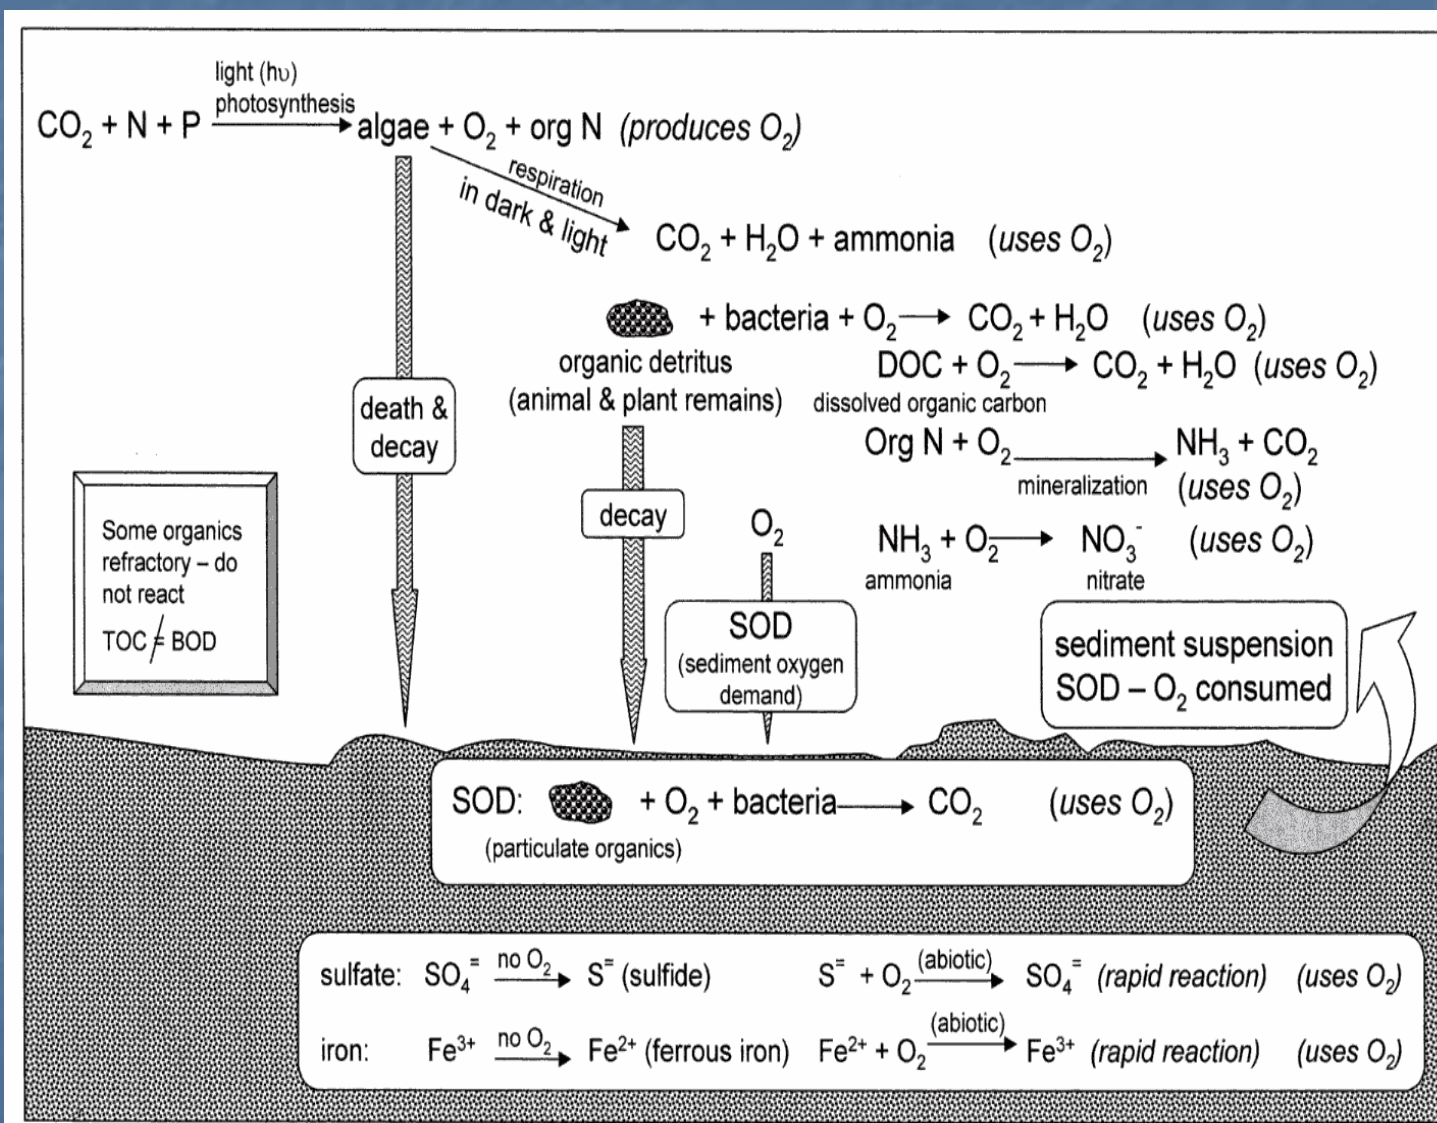 light (hυ)
photosynthesis
CO₂ + N + P → algae + O₂ + org N (produces O₂)
respiration
in dark & light
CO₂ + H₂O + ammonia (uses O₂)
+ bacteria + O₂ → CO₂ + H₂O (uses O₂)
organic detritus
(animal & plant remains)
DOC + O₂ → CO₂ + H₂O (uses O₂)
dissolved organic carbon
Org N + O₂ → NH₃ + CO₂
mineralization
(uses O₂)
NH₃ + O₂ → NO₃⁻ (uses O₂)
ammonia
nitrate
death &
decay
decay
O₂
SOD
(sediment oxygen
demand)
Some organics
refractory – do
not react
TOC ≠ BOD
sediment suspension
SOD – O₂ consumed
SOD: + O₂ + bacteria → CO₂ (uses O₂)
(particulate organics)
sulfate: SO₄⁼ no O₂ → S⁼ (sulfide) S⁼ + O₂ (abiotic) → SO₄⁼ (rapid reaction) (uses O₂)
iron: Fe³⁺ no O₂ → Fe²⁺ (ferrous iron) Fe²⁺ + O₂ (abiotic) → Fe³⁺ (rapid reaction) (uses O₂)